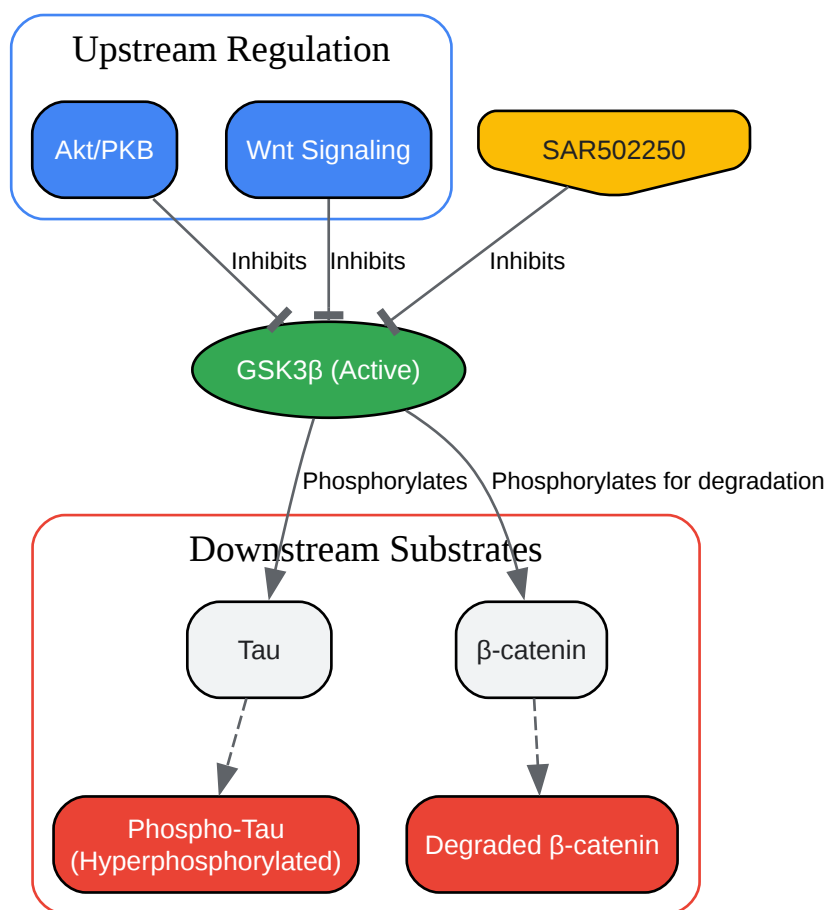 Upstream Regulation
Akt/PKB
Wnt Signaling
SAR502250
Inhibits
Inhibits
Inhibits
GSK3β (Active)
Phosphorylates
Phosphorylates for degradation
Downstream Substrates
Tau
β-catenin
Phospho-Tau
(Hyperphosphorylated)
Degraded β-catenin